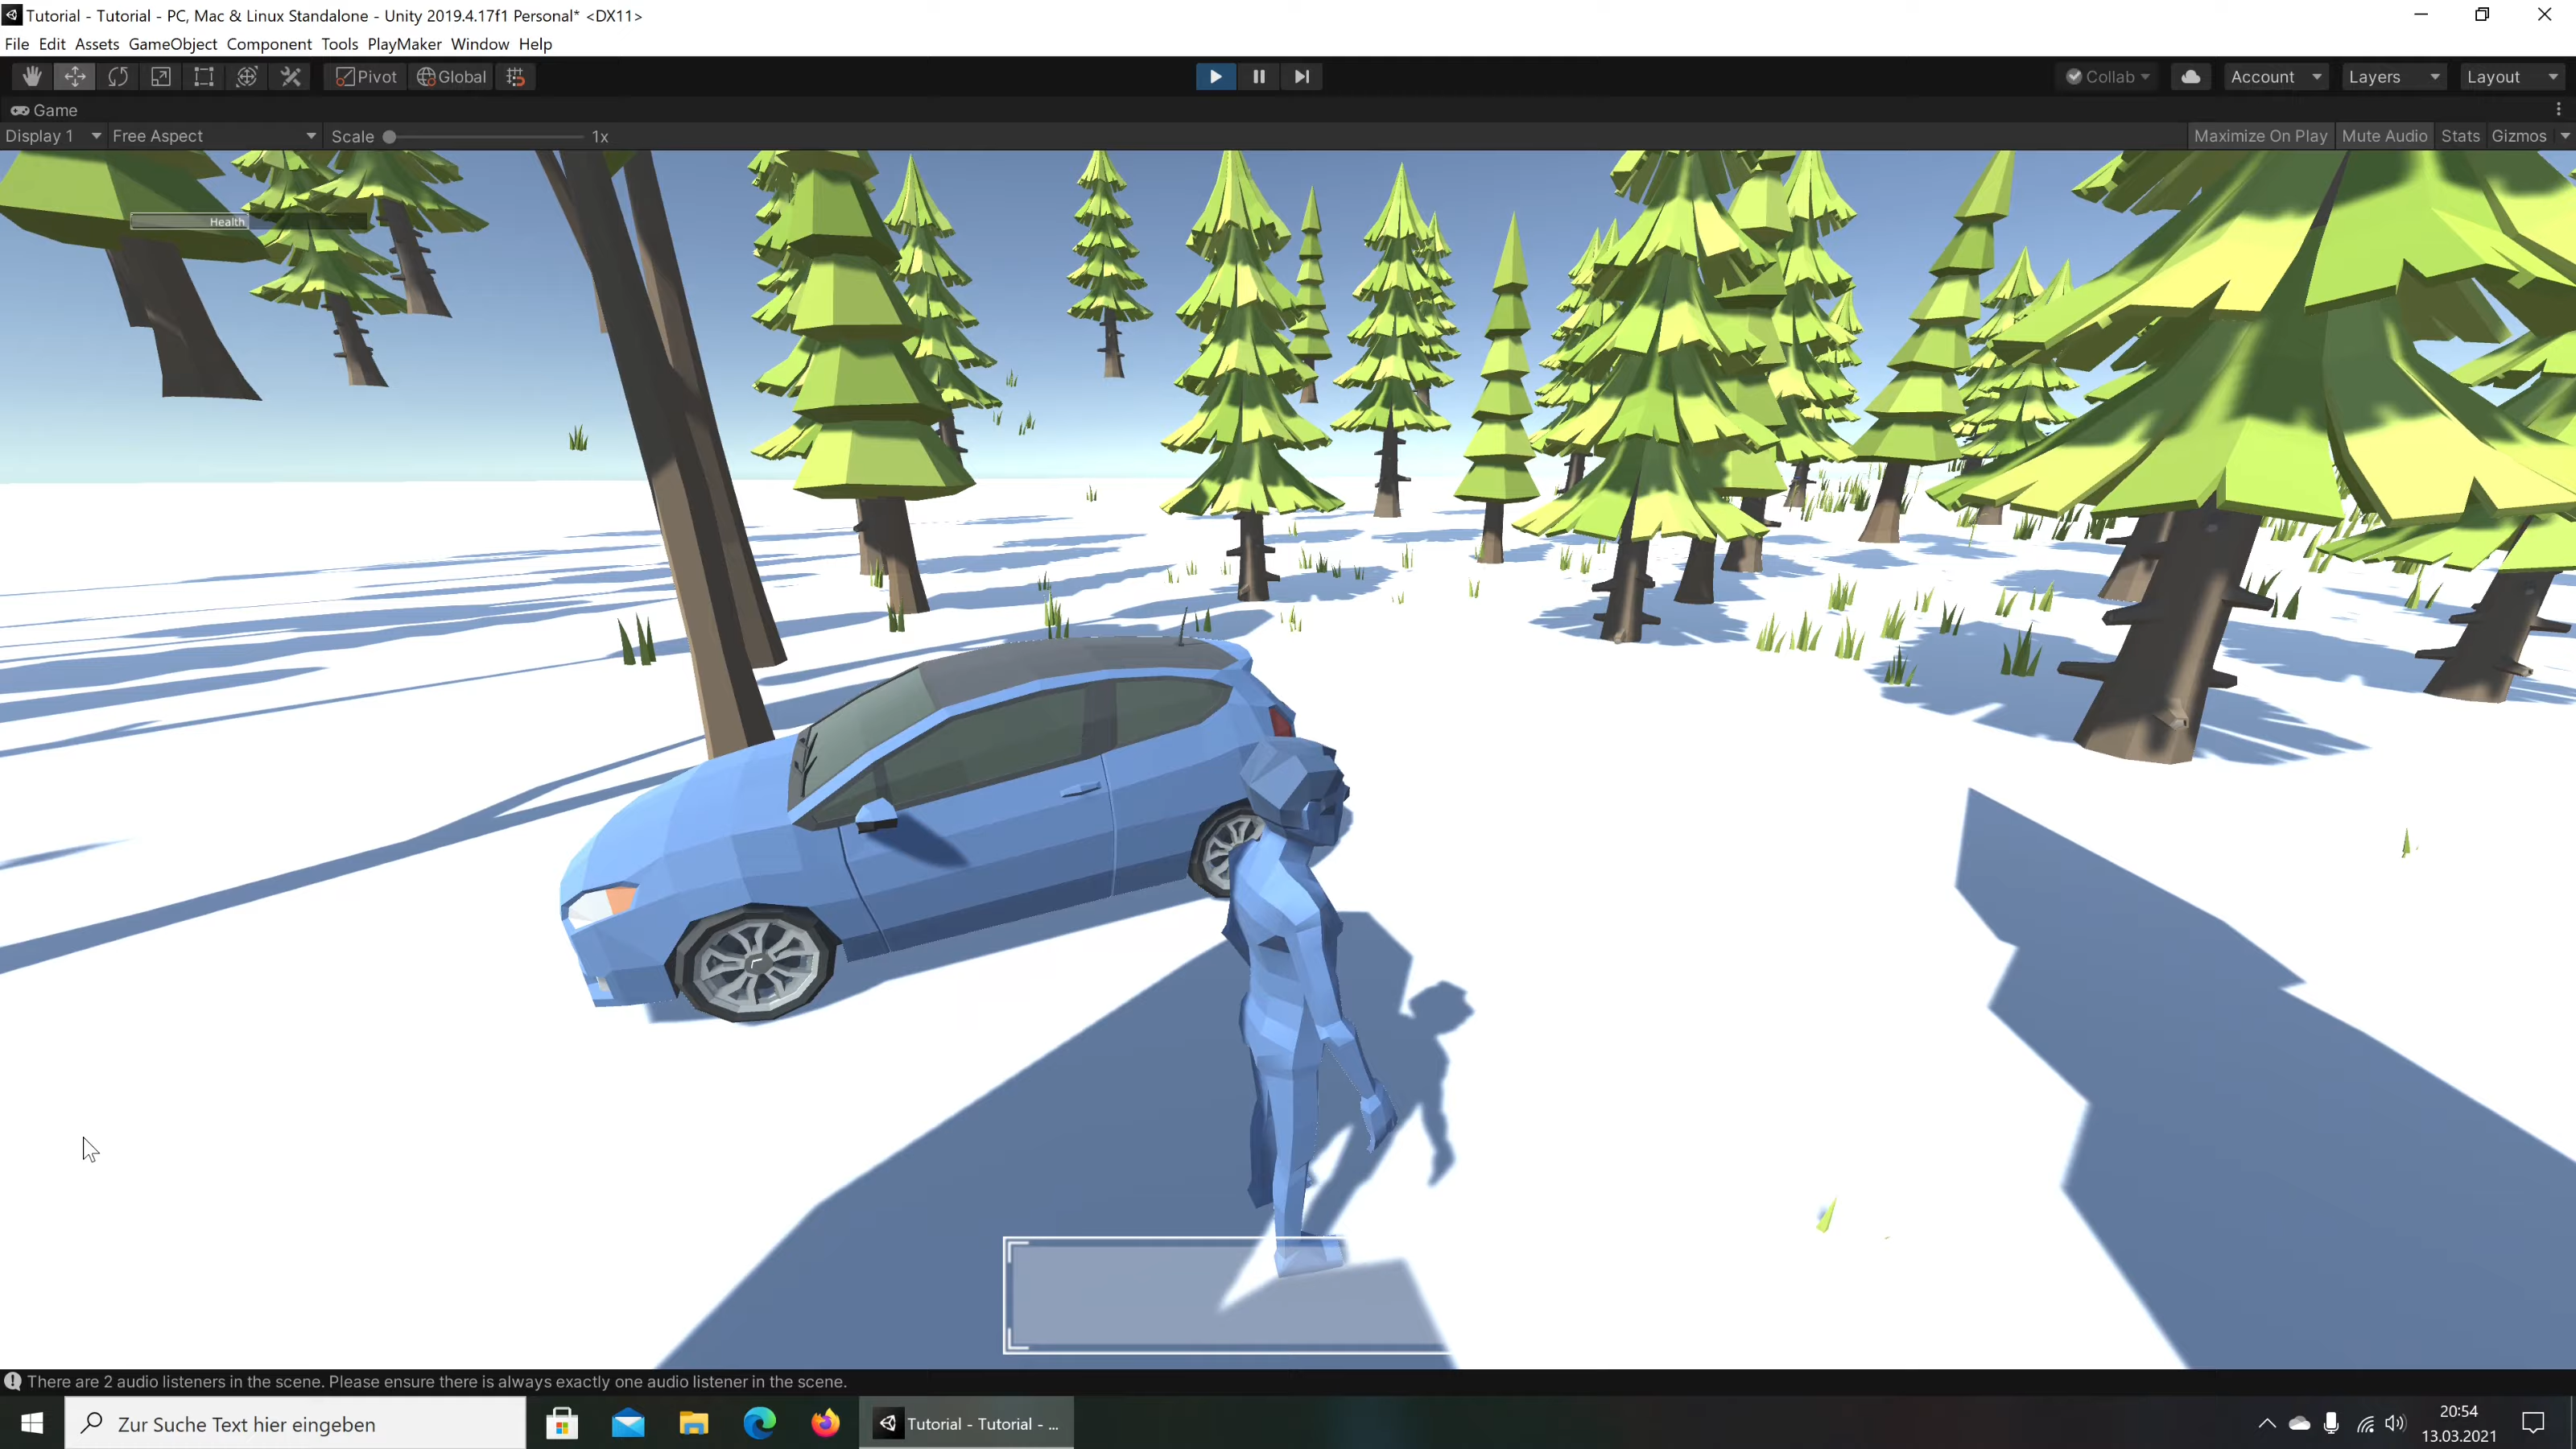 Tutorial - Tutorial - PC, Mac & Linux Standalone - Unity 2019.4.17f1 Personal* <DX11>
File Edit Assets GameObject Component Tools PlayMaker Window Help
Pivot Global Collab Account Layers Layout
Game
Display 1 Free Aspect Scale 1x Maximize On Play Mute Audio Stats Gizmos
Health
There are 2 audio listeners in the scene. Please ensure there is always exactly one audio listener in the scene.
Zur Suche Text hier eingeben
Tutorial - Tutorial - ...
20:54
13.03.2021